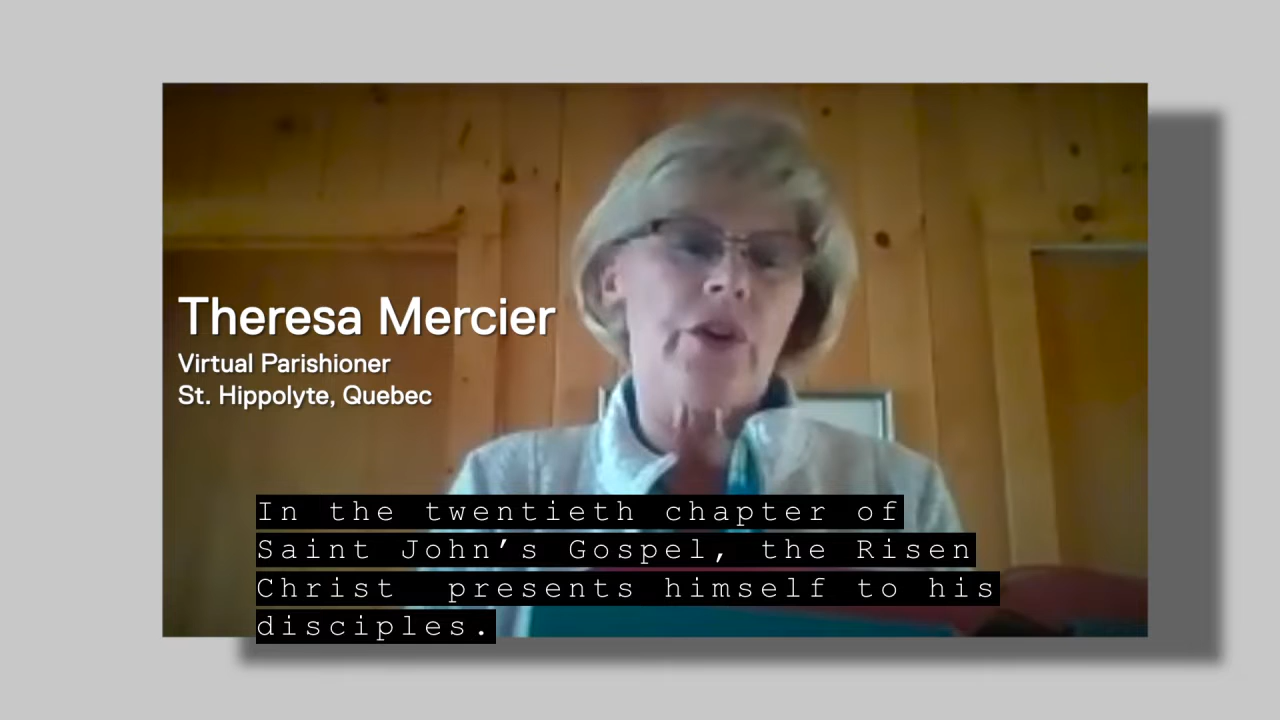 Theresa Mercier
Virtual Parishioner
St. Hippolyte, Quebec
In the twentieth chapter of
Saint John’s Gospel, the Risen
Christ  presents himself to his
disciples.